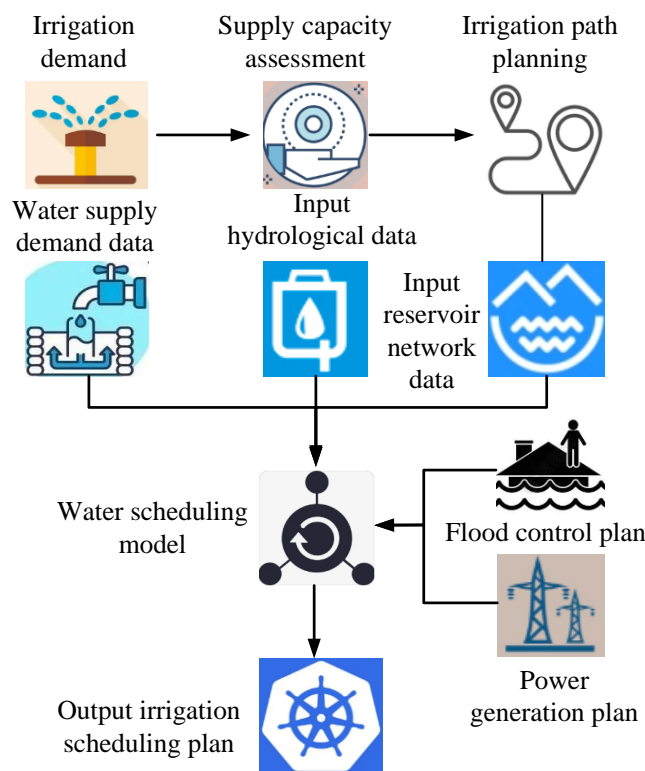 Irrigation
demand
Supply capacity
assessment
Irrigation path
planning
Water supply
demand data
Input
hydrological data
Input
reservoir
network
data
Water scheduling
model
Flood control plan
Power
generation plan
Output irrigation
scheduling plan